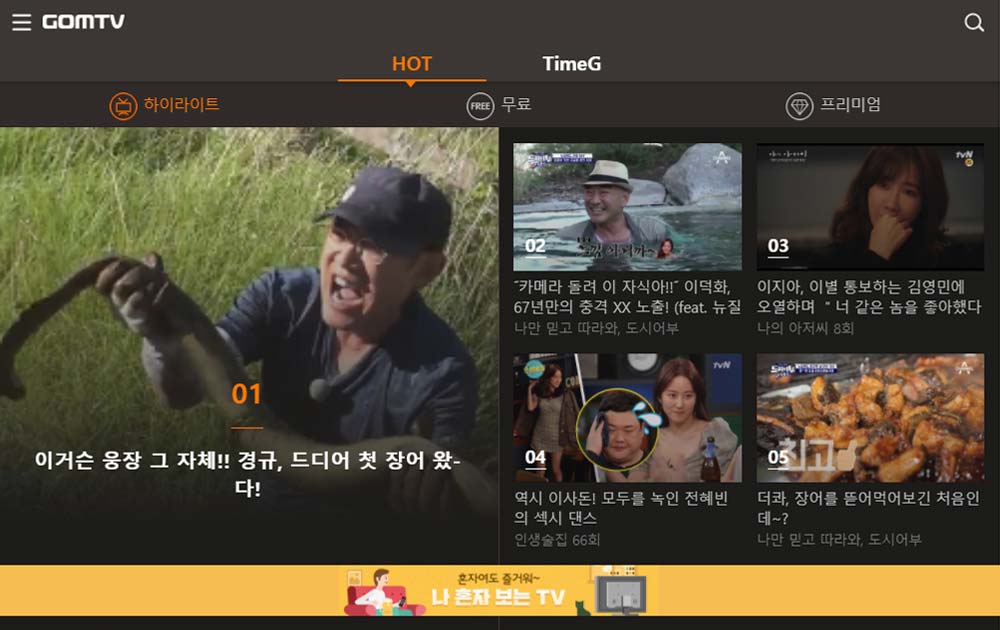 GOMTV
HOT
TimeG
하이라이트
FREE 무료
프리미엄
01
이거슨 웅장 그 자체!! 경규, 드디어 첫 장어 왔-
다!
02
"카메라 돌려 이 자식아!!" 이덕화,
67년만의 충격 XX 노출! (feat. 뉴질
나만 믿고 따라와, 도시어부
tvN
03
이지아, 이별 통보하는 김영민에
오열하며 "너 같은 놈을 좋아했다
나의 아저씨 8회
tvN
04
역시 이사돈! 모두를 녹인 전혜빈
의 섹시 댄스
인생술집 66회
최고
05
더콰, 장어를 뜯어먹어보긴 처음인
데~?
나만 믿고 따라와, 도시어부
혼자여도 즐거워~
나 혼자 보는 TV